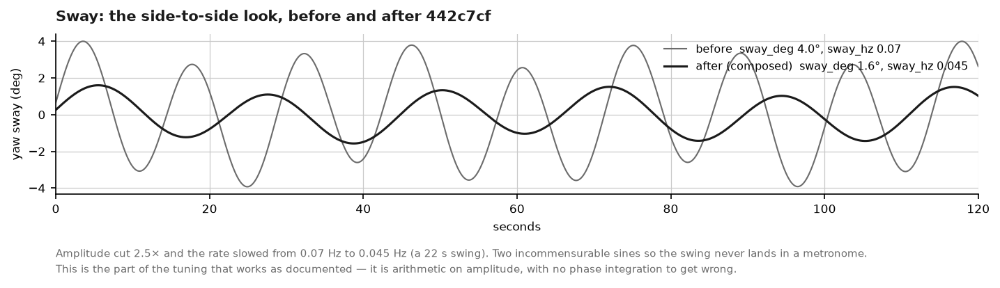 Sway: the side-to-side look, before and after 442c7cf
before  sway_deg 4.0°, sway_hz 0.07
after (composed)  sway_deg 1.6°, sway_hz 0.045
yaw sway (deg)
4
2
0
−2
−4
0 20 40 60 80 100 120
seconds
Amplitude cut 2.5× and the rate slowed from 0.07 Hz to 0.045 Hz (a 22 s swing). Two incommensurable sines so the swing never lands in a metronome.
This is the part of the tuning that works as documented — it is arithmetic on amplitude, with no phase integration to get wrong.